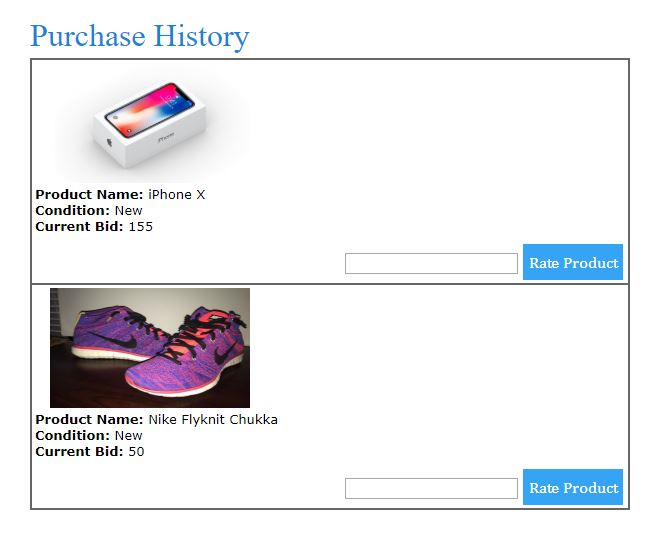 Purchase History
iPhone
Product Name: iPhone X
Condition: New
Current Bid: 155
Rate Product
Product Name: Nike Flyknit Chukka
Condition: New
Current Bid: 50
Rate Product